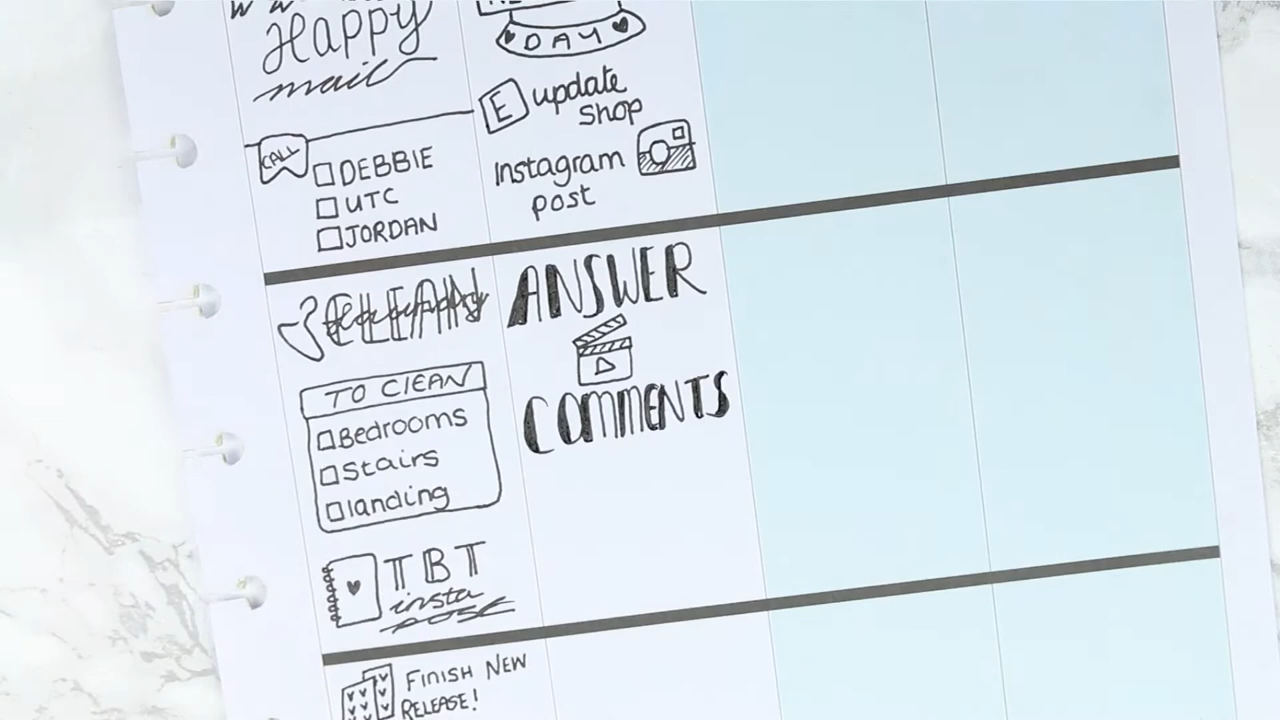 Happy
mail
CALL
DEBBIE
UTC
JORDAN
DAY
E update
shop
Instagram
post
CLEAN
TO CLEAN
Bedrooms
Stairs
landing
TBT
insta
post
ANSWER
COMMENTS
FINISH NEW
RELEASE!